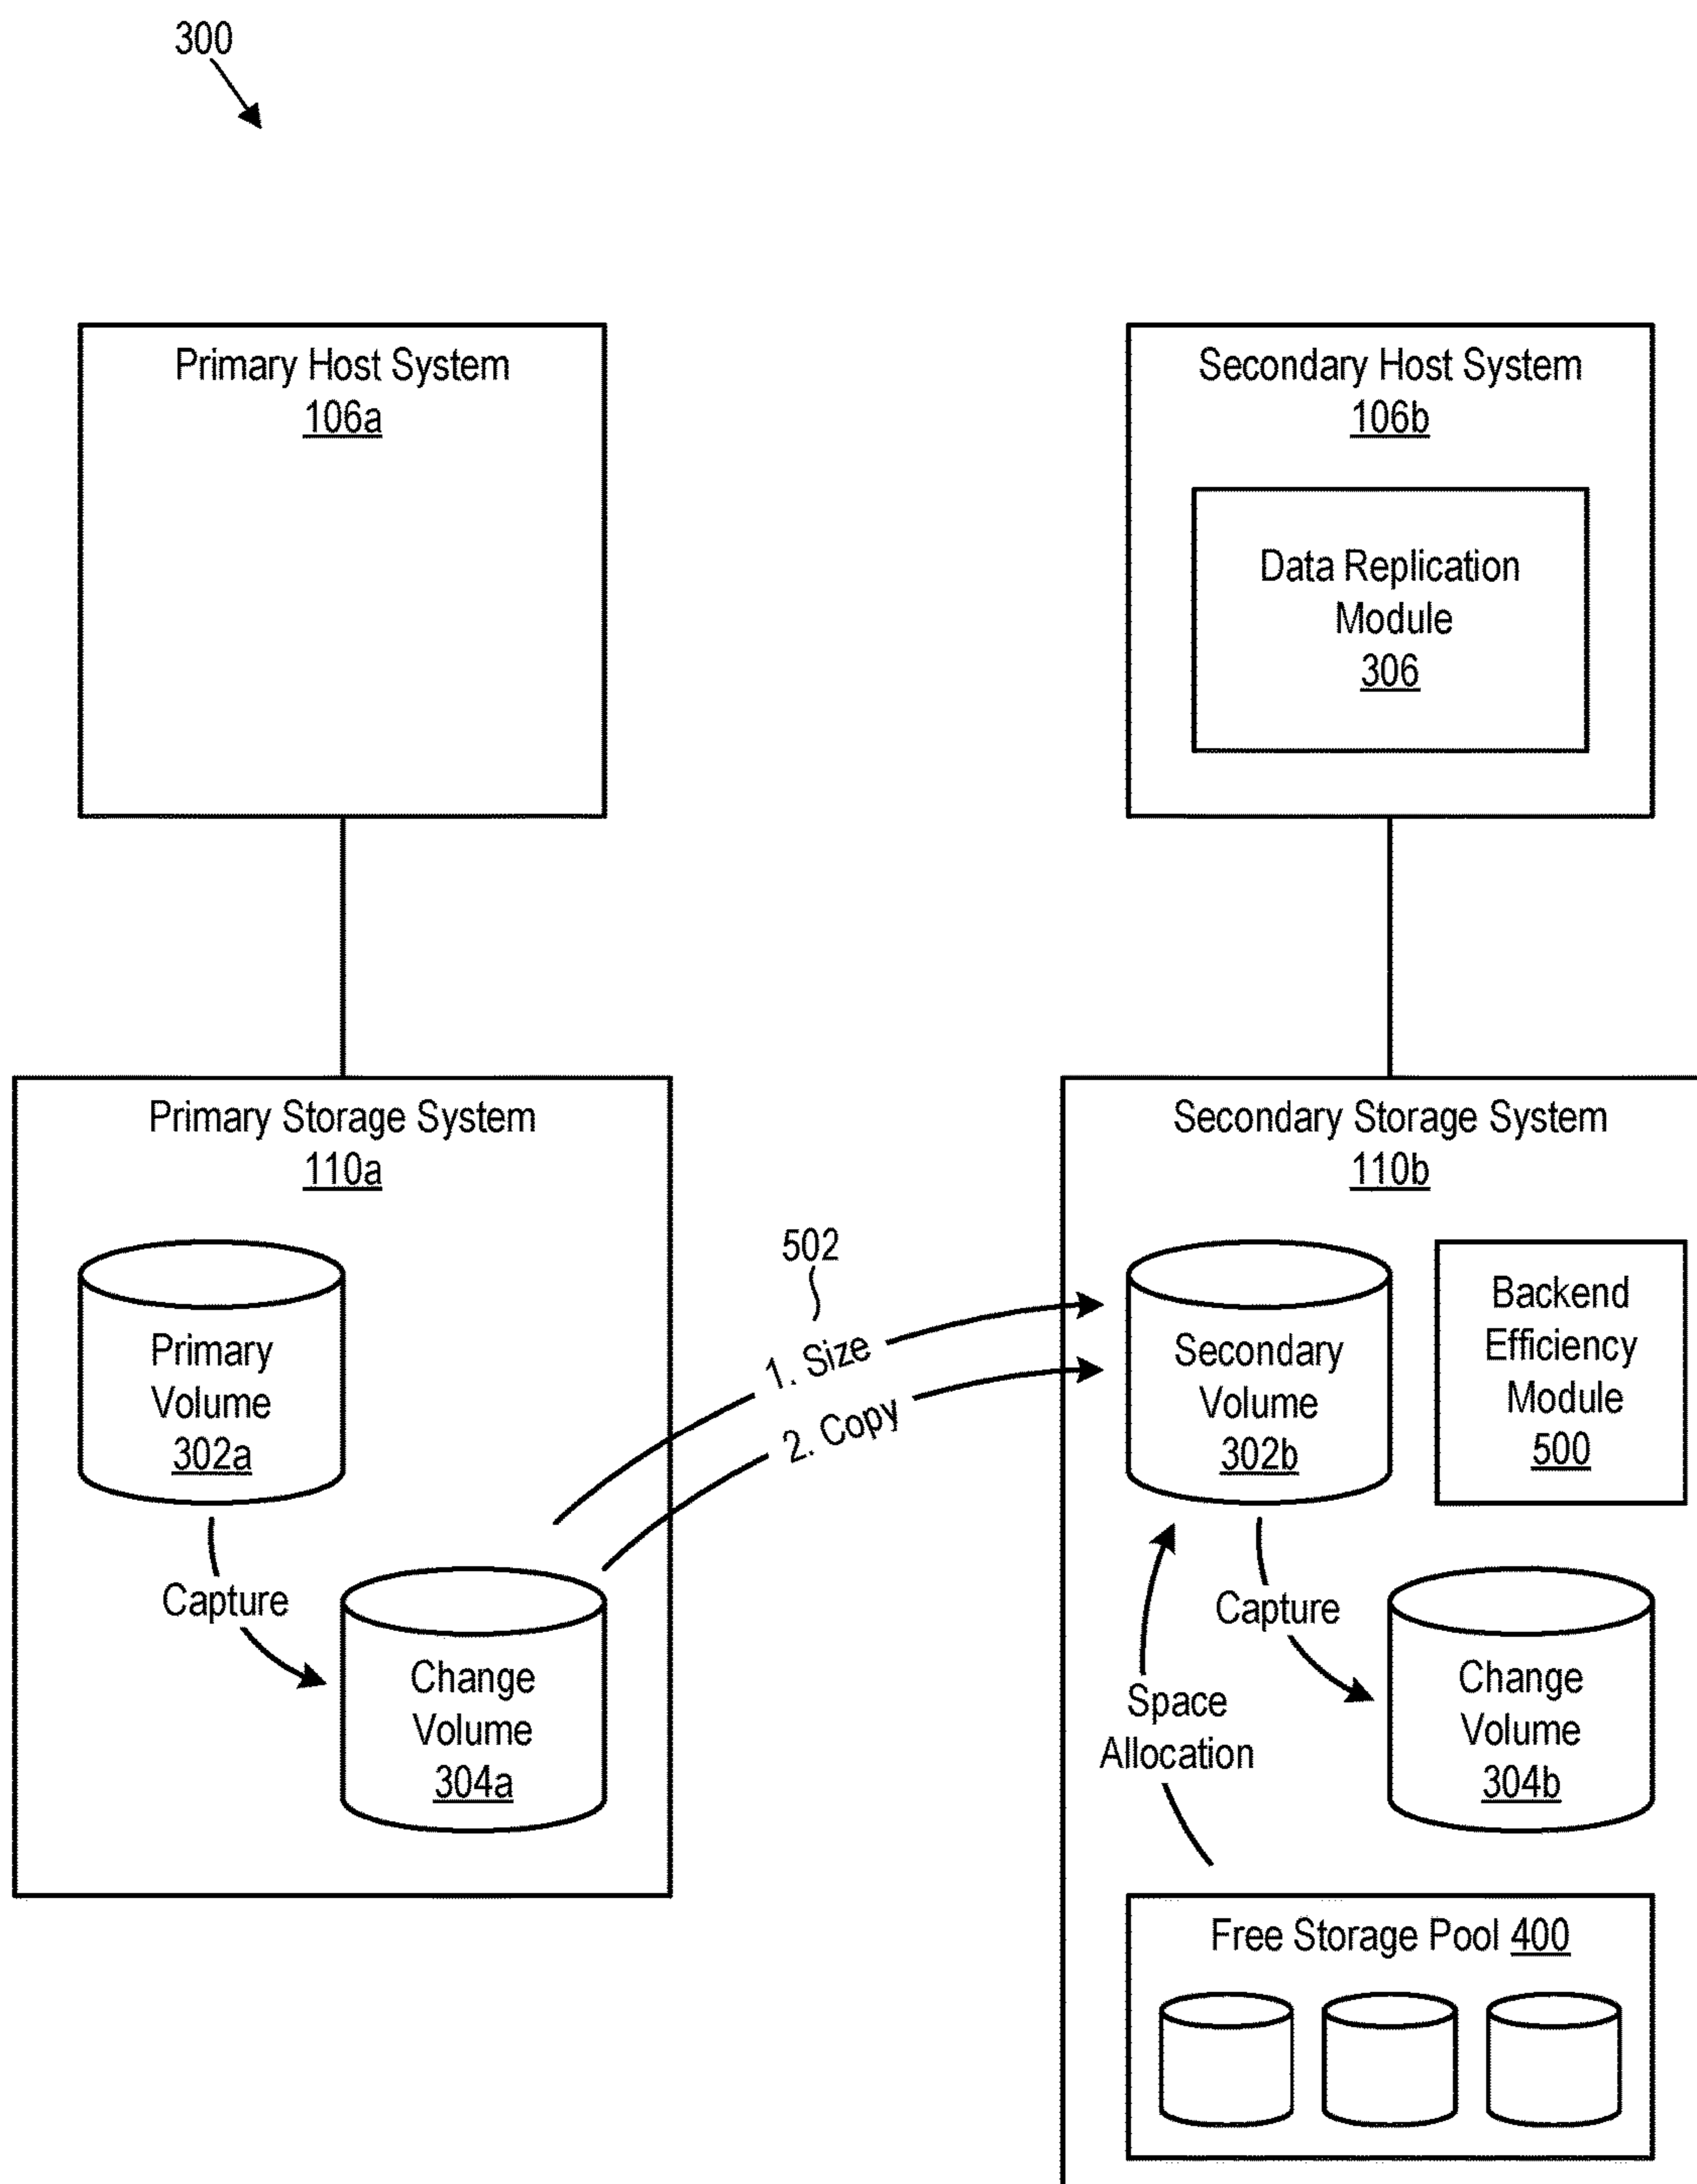 300
Primary Host System
106a
Secondary Host System
106b
Data Replication
Module
306
Primary Storage System
110a
Primary
Volume
302a
Capture
Change
Volume
304a
502
1. Size
2. Copy
Secondary Storage System
110b
Secondary
Volume
302b
Backend
Efficiency
Module
500
Capture
Space
Allocation
Change
Volume
304b
Free Storage Pool 400